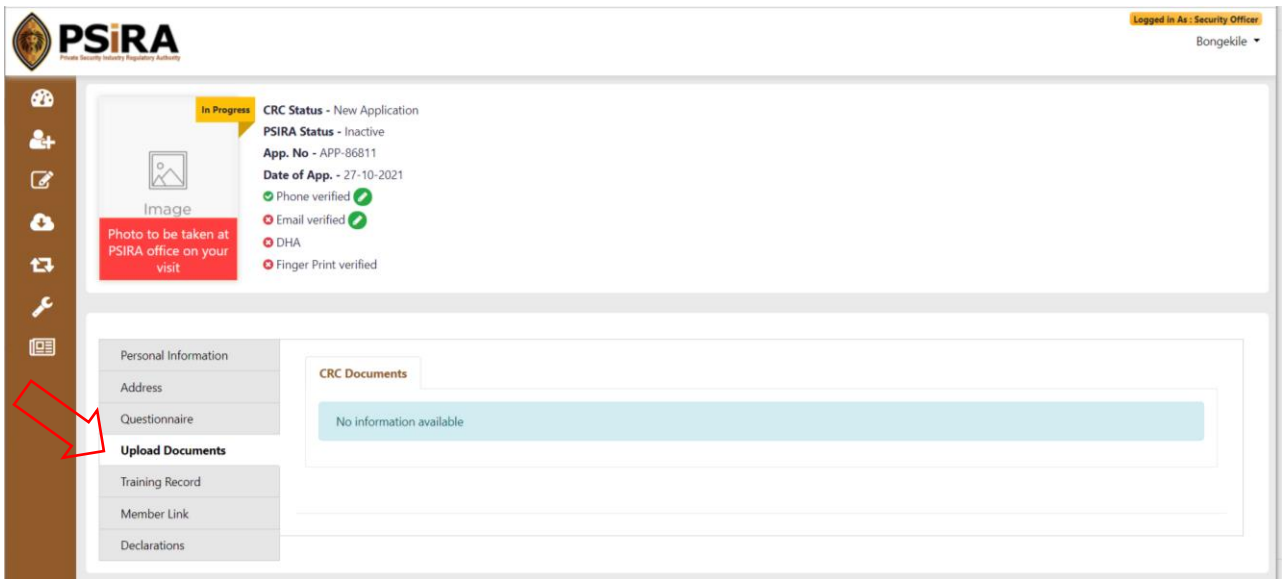 PSiRA
Private Security Industry Regulatory Authority
Logged in As : Security Officer
Bongekile
In Progress
Image
Photo to be taken at
PSIRA office on your
visit
CRC Status - New Application
PSIRA Status - Inactive
App. No - APP-86811
Date of App. - 27-10-2021
Phone verified
Email verified
DHA
Finger Print verified
Personal Information
Address
Questionnaire
Upload Documents
Training Record
Member Link
Declarations
CRC Documents
No information available